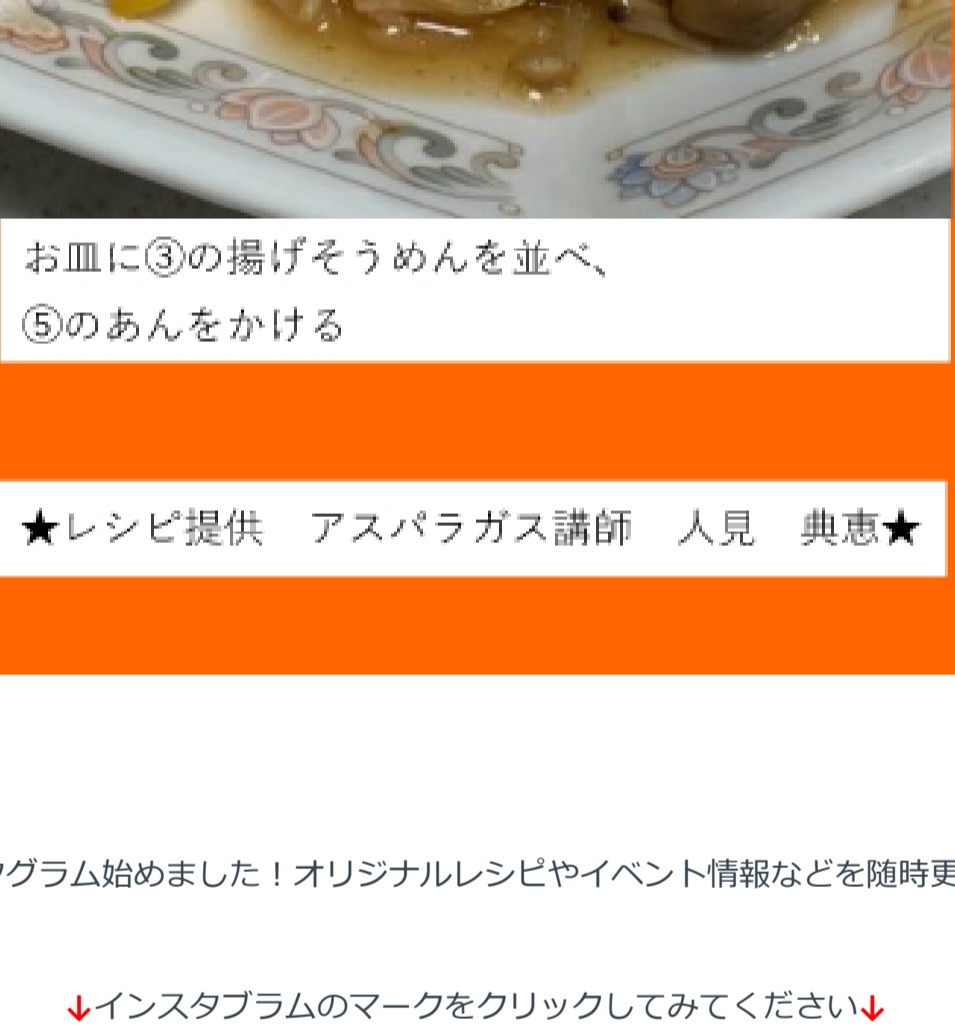 お皿に③の揚げそうめんを並べ、
⑤のあんをかける
★レシピ提供　アスパラガス講師　人見　典恵★
グラム始めました！オリジナルレシピやイベント情報などを随時更
↓インスタブラムのマークをクリックしてみてください↓